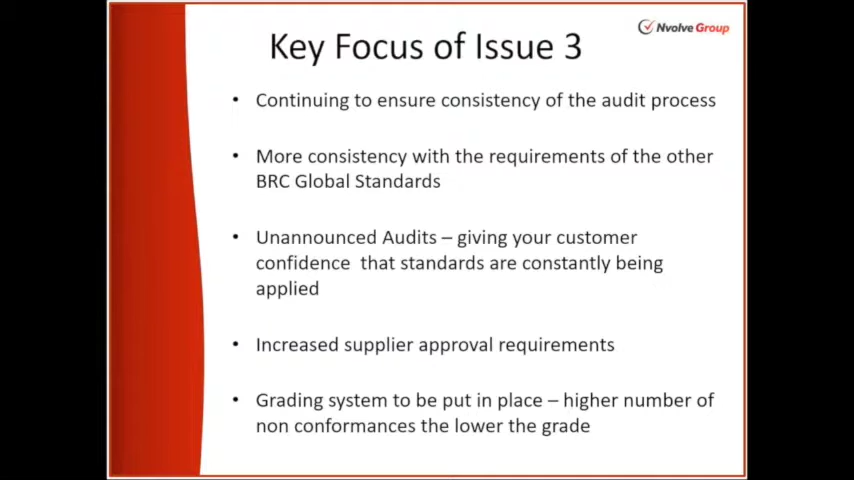 Nvolve Group
Key Focus of Issue 3
• Continuing to ensure consistency of the audit process
• More consistency with the requirements of the other
BRC Global Standards
• Unannounced Audits – giving your customer
confidence  that standards are constantly being
applied
• Increased supplier approval requirements
• Grading system to be put in place – higher number of
non conformances the lower the grade